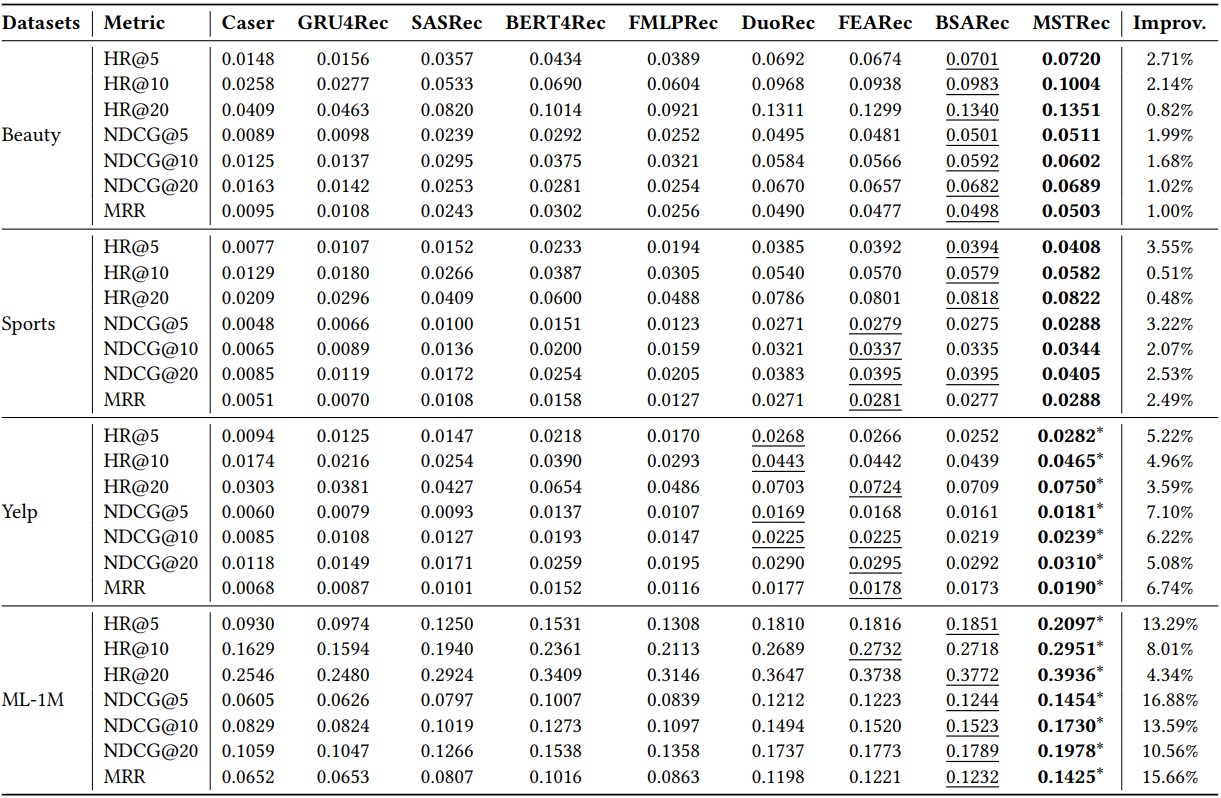 Datasets Metric Caser GRU4Rec SASRec BERT4Rec FMLPRec DuoRec FEARec BSARec MSTRec Improv.
HR@5 0.0148 0.0156 0.0357 0.0434 0.0389 0.0692 0.0674 0.0701 0.0720 2.71%
HR@10 0.0258 0.0277 0.0533 0.0690 0.0604 0.0968 0.0938 0.0983 0.1004 2.14%
HR@20 0.0409 0.0463 0.0820 0.1014 0.0921 0.1311 0.1299 0.1340 0.1351 0.82%
Beauty NDCG@5 0.0089 0.0098 0.0239 0.0292 0.0252 0.0495 0.0481 0.0501 0.0511 1.99%
NDCG@10 0.0125 0.0137 0.0295 0.0375 0.0321 0.0584 0.0566 0.0592 0.0602 1.68%
NDCG@20 0.0163 0.0142 0.0253 0.0281 0.0254 0.0670 0.0657 0.0682 0.0689 1.02%
MRR 0.0095 0.0108 0.0243 0.0302 0.0256 0.0490 0.0477 0.0498 0.0503 1.00%
HR@5 0.0077 0.0107 0.0152 0.0233 0.0194 0.0385 0.0392 0.0394 0.0408 3.55%
HR@10 0.0129 0.0180 0.0266 0.0387 0.0305 0.0540 0.0570 0.0579 0.0582 0.51%
HR@20 0.0209 0.0296 0.0409 0.0600 0.0488 0.0786 0.0801 0.0818 0.0822 0.48%
Sports NDCG@5 0.0048 0.0066 0.0100 0.0151 0.0123 0.0271 0.0279 0.0275 0.0288 3.22%
NDCG@10 0.0065 0.0089 0.0136 0.0200 0.0159 0.0321 0.0337 0.0335 0.0344 2.07%
NDCG@20 0.0085 0.0119 0.0172 0.0254 0.0205 0.0383 0.0395 0.0395 0.0405 2.53%
MRR 0.0051 0.0070 0.0108 0.0158 0.0127 0.0271 0.0281 0.0277 0.0288 2.49%
HR@5 0.0094 0.0125 0.0147 0.0218 0.0170 0.0268 0.0266 0.0252 0.0282* 5.22%
HR@10 0.0174 0.0216 0.0254 0.0390 0.0293 0.0443 0.0442 0.0439 0.0465* 4.96%
HR@20 0.0303 0.0381 0.0427 0.0654 0.0486 0.0703 0.0724 0.0709 0.0750* 3.59%
Yelp NDCG@5 0.0060 0.0079 0.0093 0.0137 0.0107 0.0169 0.0168 0.0161 0.0181* 7.10%
NDCG@10 0.0085 0.0108 0.0127 0.0193 0.0147 0.0225 0.0225 0.0219 0.0239* 6.22%
NDCG@20 0.0118 0.0149 0.0171 0.0259 0.0195 0.0290 0.0295 0.0292 0.0310* 5.08%
MRR 0.0068 0.0087 0.0101 0.0152 0.0116 0.0177 0.0178 0.0173 0.0190* 6.74%
HR@5 0.0930 0.0974 0.1250 0.1531 0.1308 0.1810 0.1816 0.1851 0.2097* 13.29%
HR@10 0.1629 0.1594 0.1940 0.2361 0.2113 0.2689 0.2732 0.2718 0.2951* 8.01%
HR@20 0.2546 0.2480 0.2924 0.3409 0.3146 0.3647 0.3738 0.3772 0.3936* 4.34%
ML-1M NDCG@5 0.0605 0.0626 0.0797 0.1007 0.0839 0.1212 0.1223 0.1244 0.1454* 16.88%
NDCG@10 0.0829 0.0824 0.1019 0.1273 0.1097 0.1494 0.1520 0.1523 0.1730* 13.59%
NDCG@20 0.1059 0.1047 0.1266 0.1538 0.1358 0.1737 0.1773 0.1789 0.1978* 10.56%
MRR 0.0652 0.0653 0.0807 0.1016 0.0863 0.1198 0.1221 0.1232 0.1425* 15.66%